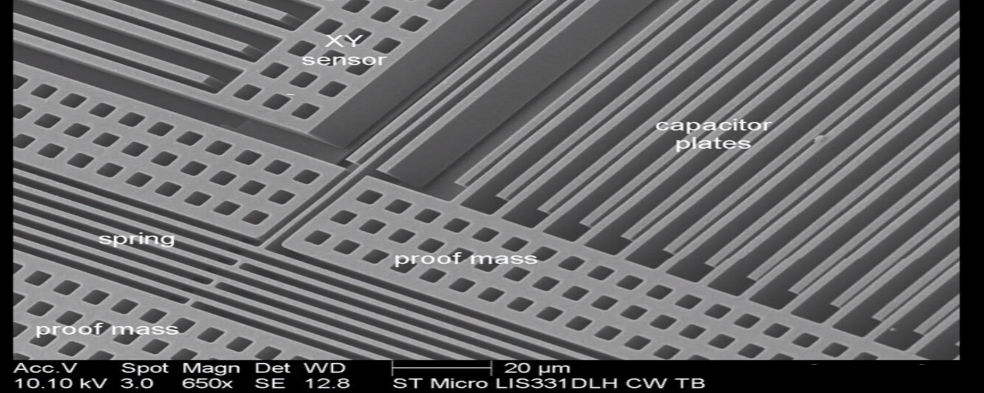 XY
sensor
capacitor
plates
spring
proof mass
proof mass
Acc.V Spot Magn Det WD 20 µm
10.10 kV 3.0 650x SE 12.8 ST Micro LIS331DLH CW TB